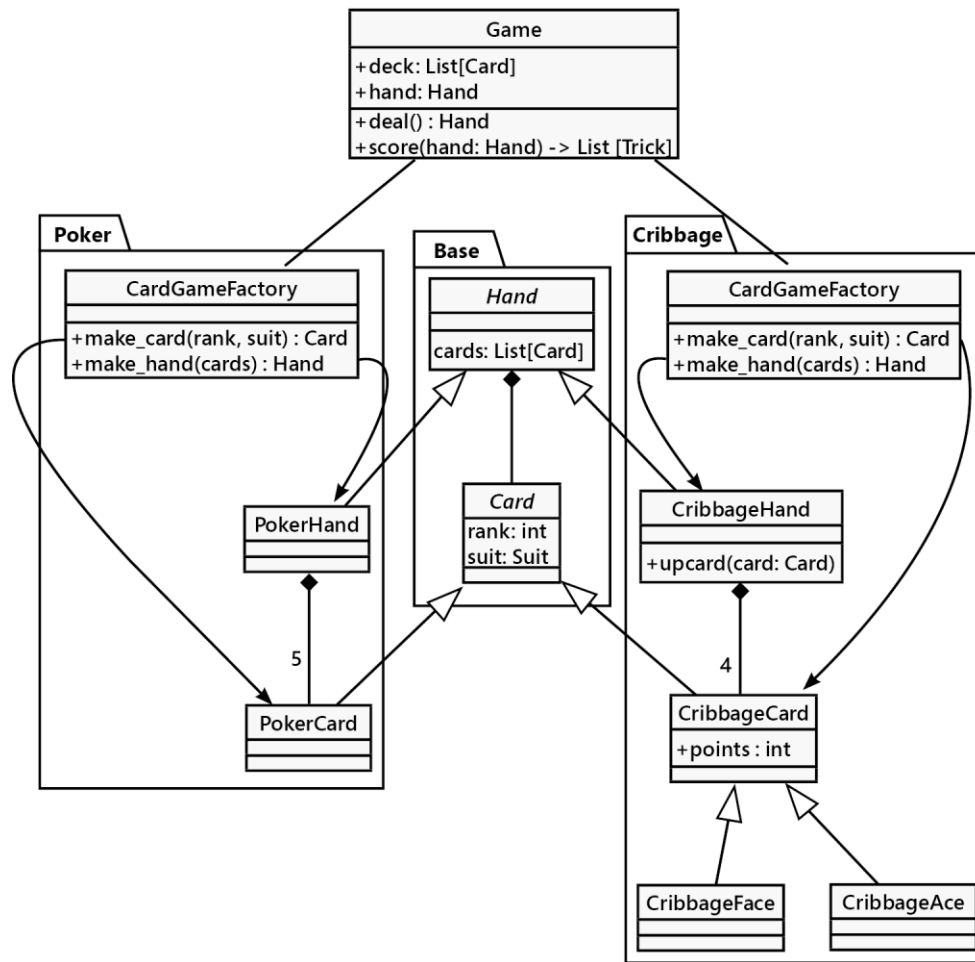 Game
+deck: List[Card]
+hand: Hand
+deal() : Hand
+score(hand: Hand) -> List [Trick]
Poker
CardGameFactory
+make_card(rank, suit) : Card
+make_hand(cards) : Hand
PokerHand
5
PokerCard
Base
Hand
cards: List[Card]
Card
rank: int
suit: Suit
Cribbage
CardGameFactory
+make_card(rank, suit) : Card
+make_hand(cards) : Hand
CribbageHand
+upcard(card: Card)
4
CribbageCard
+points : int
CribbageFace
CribbageAce